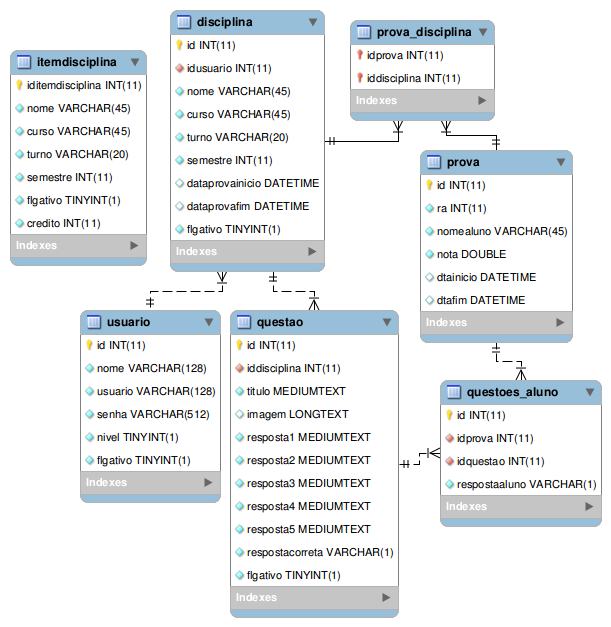 itemdisciplina
iditemdisciplina INT(11)
nome VARCHAR(45)
curso VARCHAR(45)
turno VARCHAR(20)
semestre INT(11)
flgativo TINYINT(1)
credito INT(11)
Indexes
disciplina
id INT(11)
idusuario INT(11)
nome VARCHAR(45)
curso VARCHAR(45)
turno VARCHAR(20)
semestre INT(11)
dataprovainicio DATETIME
dataprovafim DATETIME
flgativo TINYINT(1)
Indexes
prova_disciplina
idprova INT(11)
iddisciplina INT(11)
Indexes
prova
id INT(11)
ra INT(11)
nomealuno VARCHAR(45)
nota DOUBLE
dtainicio DATETIME
dtafim DATETIME
Indexes
usuario
id INT(11)
nome VARCHAR(128)
usuario VARCHAR(128)
senha VARCHAR(512)
nivel TINYINT(1)
flgativo TINYINT(1)
Indexes
questao
id INT(11)
iddisciplina INT(11)
titulo MEDIUMTEXT
imagem LONGTEXT
resposta1 MEDIUMTEXT
resposta2 MEDIUMTEXT
resposta3 MEDIUMTEXT
resposta4 MEDIUMTEXT
resposta5 MEDIUMTEXT
respostacorreta VARCHAR(1)
flgativo TINYINT(1)
Indexes
questoes_aluno
id INT(11)
idprova INT(11)
idquestao INT(11)
respostaaluno VARCHAR(1)
Indexes